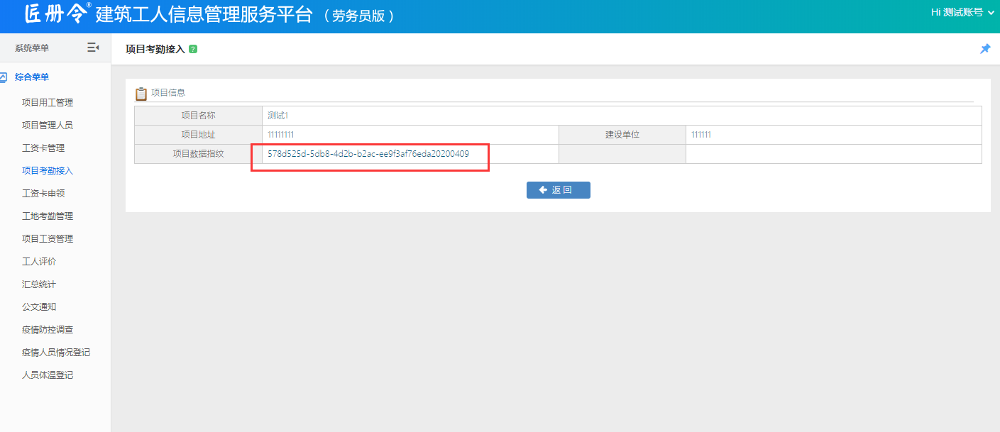 匠册令® 建筑工人信息管理服务平台 （劳务员版）
Hi 测试账号
系统菜单
项目考勤接入 ?
综合菜单
项目用工管理
项目管理人员
工资卡管理
项目考勤接入
工资卡申领
工地考勤管理
项目工资管理
工人评价
汇总统计
公文通知
疫情防控调查
疫情人员情况登记
人员体温登记
项目信息
项目名称 测试1
项目地址 11111111 建设单位 111111
项目数据指纹 578d525d-5db8-4d2b-b2ac-ee9f3af76eda20200409
返回